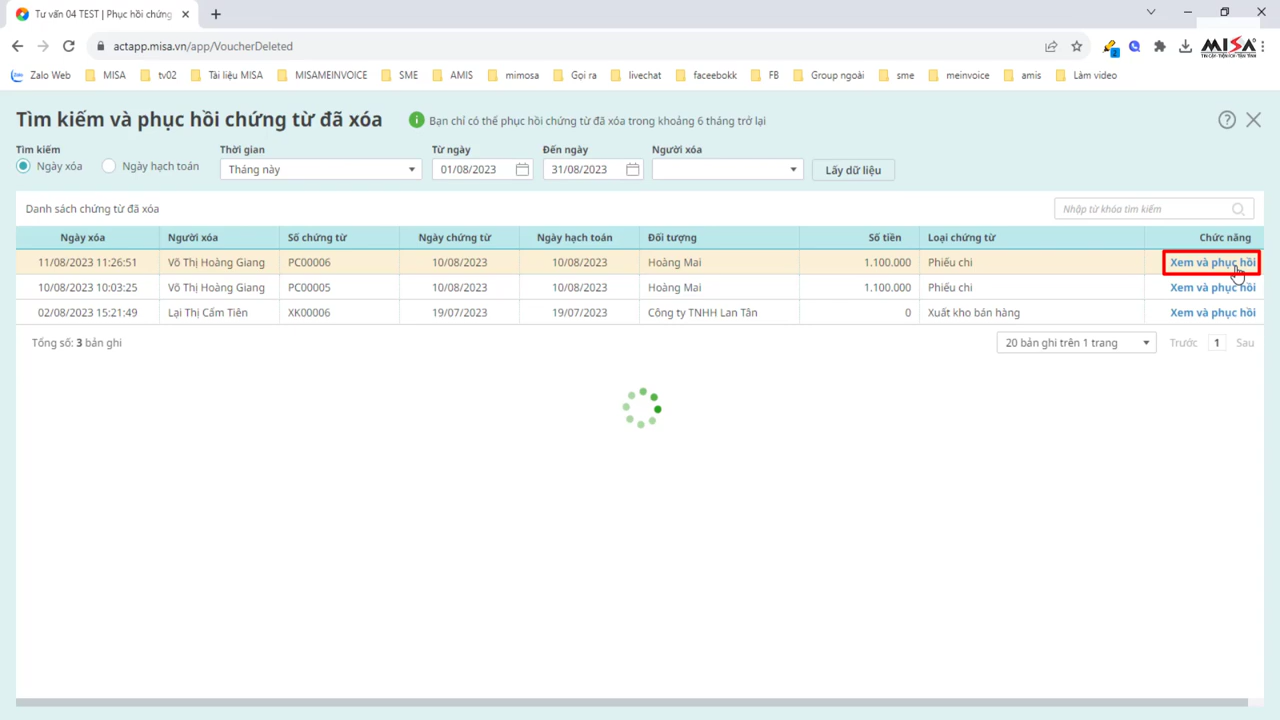 Tư vấn 04 TEST | Phục hồi chứng
actapp.misa.vn/app/VoucherDeleted
2
MISA
TIN CẬY - TIỆN ÍCH - TẬN TÌNH
Zalo Web MISA tv02 Tài liệu MISA MISAMEINVOICE SME AMIS mimosa Gọi ra livechat faceebokk FB Group ngoài sme meinvoice amis Làm video
Tìm kiếm và phục hồi chứng từ đã xóa
Bạn chỉ có thể phục hồi chứng từ đã xóa trong khoảng 6 tháng trở lại
Tìm kiếm Thời gian Từ ngày Đến ngày Người xóa
Ngày xóa Ngày hạch toán Tháng này 01/08/2023 31/08/2023 Lấy dữ liệu
Danh sách chứng từ đã xóa Nhập từ khóa tìm kiếm
Ngày xóa Người xóa Số chứng từ Ngày chứng từ Ngày hạch toán Đối tượng Số tiền Loại chứng từ Chức năng
11/08/2023 11:26:51 Võ Thị Hoàng Giang PC00006 10/08/2023 10/08/2023 Hoàng Mai 1.100.000 Phiếu chi Xem và phục hồi
10/08/2023 10:03:25 Võ Thị Hoàng Giang PC00005 10/08/2023 10/08/2023 Hoàng Mai 1.100.000 Phiếu chi Xem và phục hồi
02/08/2023 15:21:49 Lại Thị Cẩm Tiên XK00006 19/07/2023 19/07/2023 Công ty TNHH Lan Tân 0 Xuất kho bán hàng Xem và phục hồi
Tổng số: 3 bản ghi 20 bản ghi trên 1 trang Trước 1 Sau